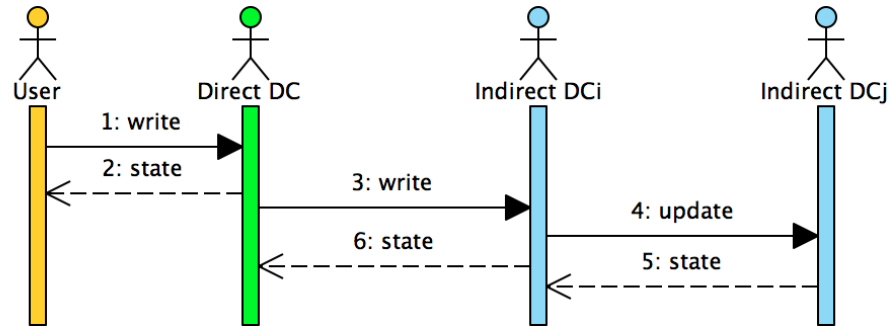 User
Direct DC
Indirect DCi
Indirect DCj
1: write
2: state
3: write
4: update
6: state
5: state